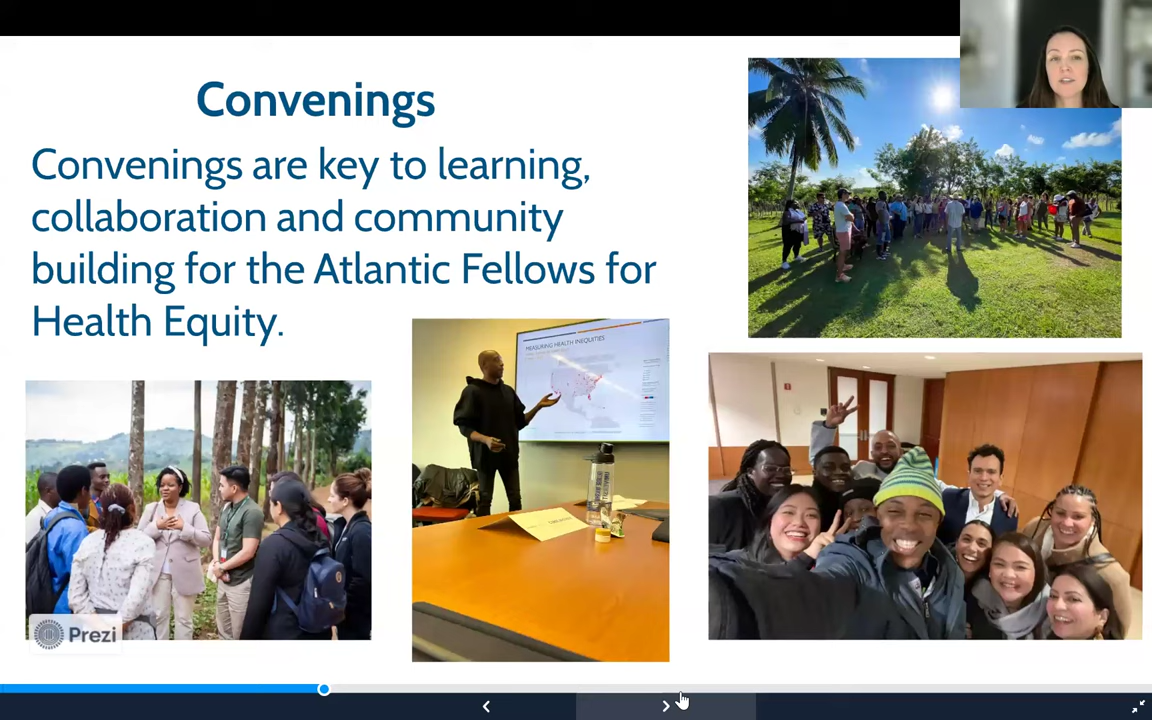 Convenings
Convenings are key to learning,
collaboration and community
building for the Atlantic Fellows for
Health Equity.
MEASURING HEALTH INEQUITIES
Prezi